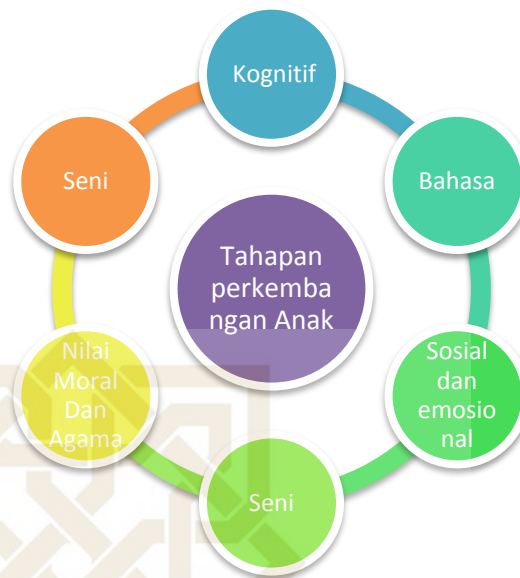 Kognitif
Bahasa
Sosial
dan
emosio
nal
Seni
Nilai
Moral
Dan
Agama
Seni
Tahapan
perkemba
ngan Anak